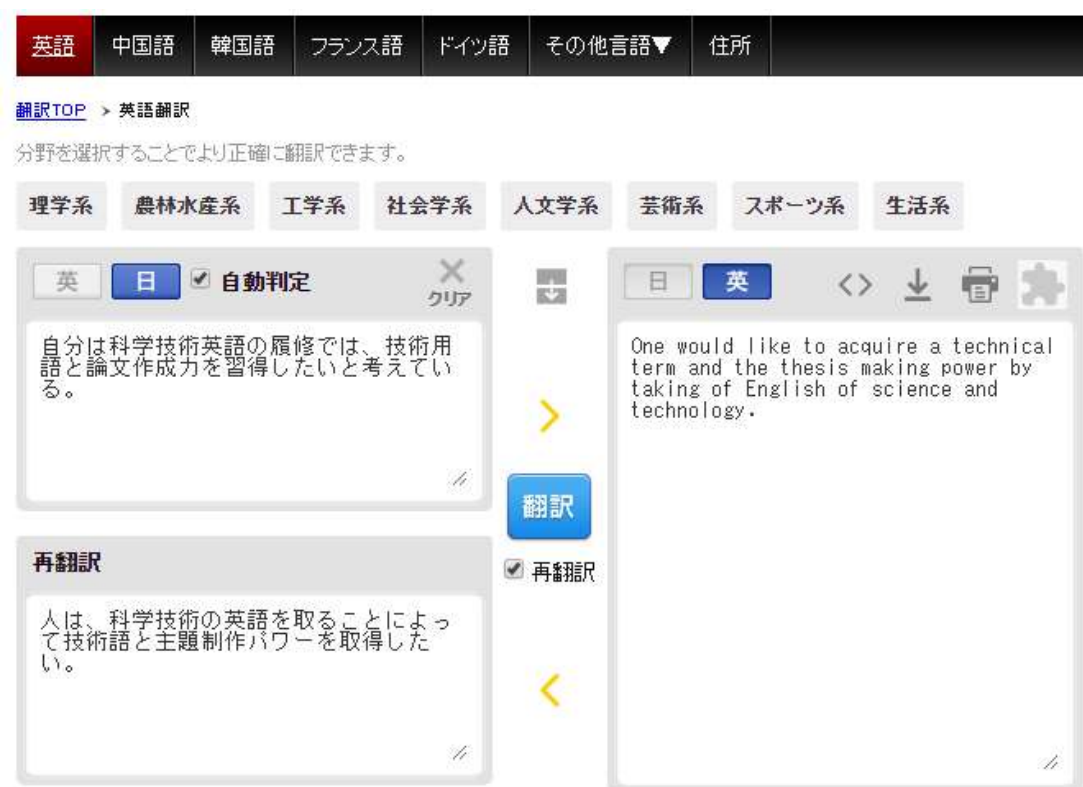 英語 中国語 韓国語 フランス語 ドイツ語 その他言語▼ 住所
翻訳TOP > 英語翻訳
分野を選択することでより正確に翻訳できます。
理学系 農林水産系 工学系 社会学系 人文学系 芸術系 スポーツ系 生活系
英 日 自動判定 クリア
自分は科学技術英語の履修では、技術用
語と論文作成力を習得したいと考えてい
る。
翻訳
再翻訳
日 英 <>
One would like to acquire a technical
term and the thesis making power by
taking of English of science and
technology.
再翻訳
人は、科学技術の英語を取ることによっ
て技術語と主題制作パワーを取得した
い。